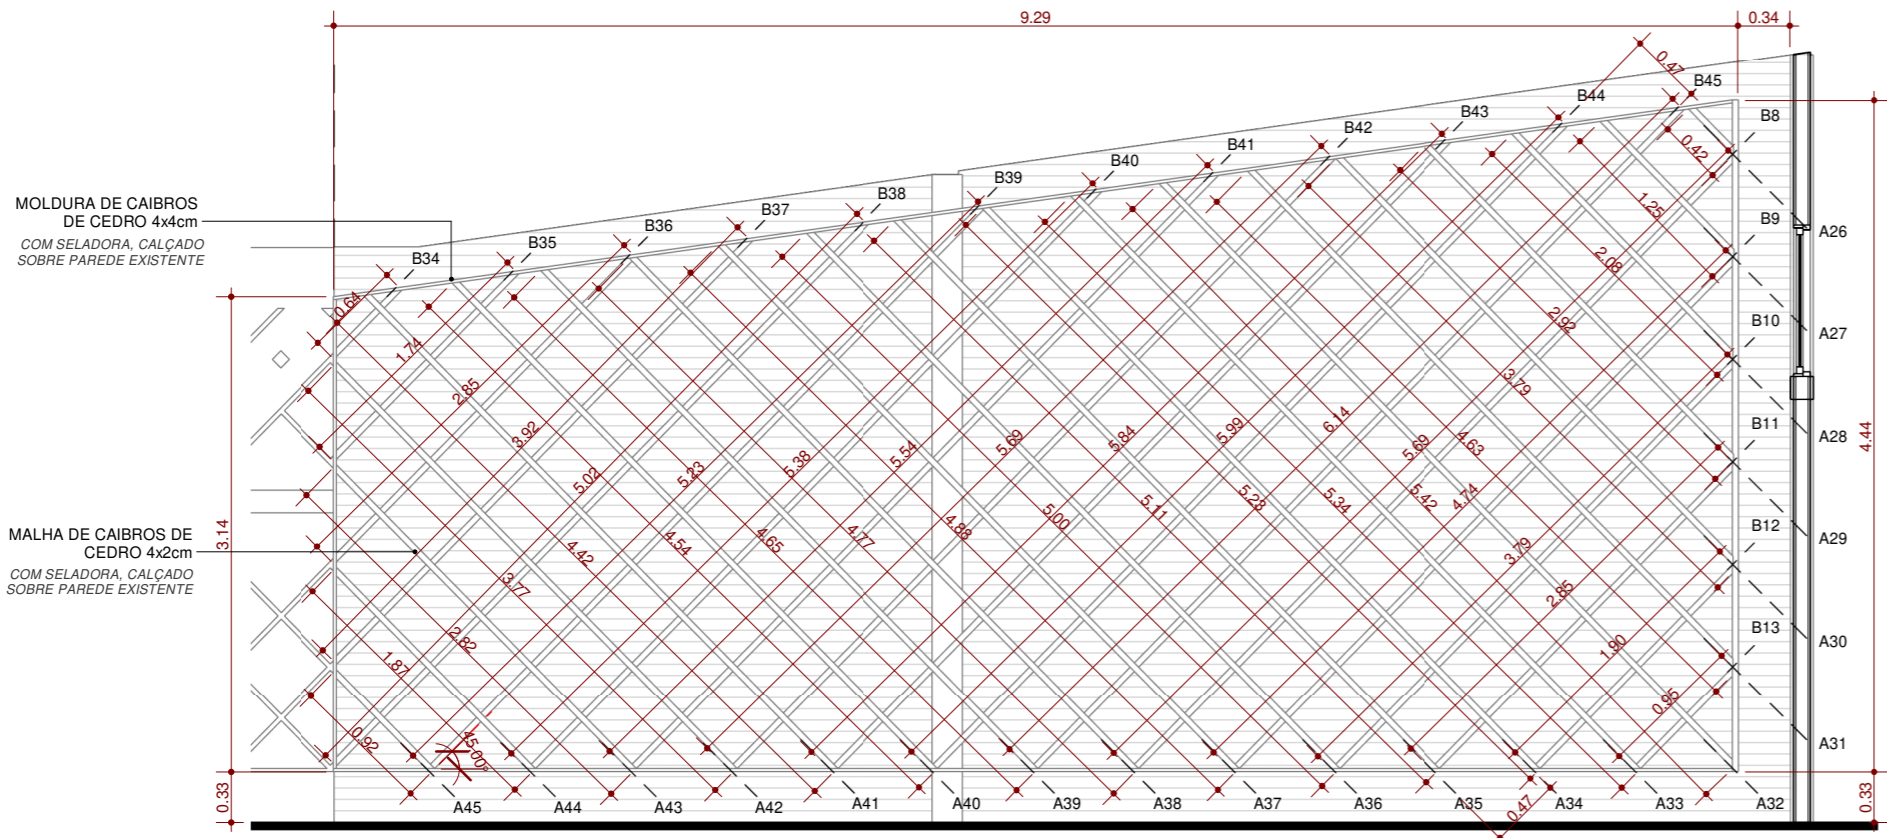 9.29
0.34
0.47
B45
B44
B43
B42
B41
B40
B39
B38
B37
B36
B35
B34
B8
B9
B10
B11
B12
B13
A26
A27
A28
A29
A30
A31
MOLDURA DE CAIBROS
DE CEDRO 4x4cm
COM SELADORA, CALÇADO
SOBRE PAREDE EXISTENTE
MALHA DE CAIBROS DE
CEDRO 4x2cm
COM SELADORA, CALÇADO
SOBRE PAREDE EXISTENTE
3.14
0.33
4.44
0.33
0.64
1.74
2.85
3.92
5.02
5.23
5.38
5.54
5.69
5.84
5.99
6.14
5.69
4.74
3.79
2.85
1.90
0.95
0.42
1.25
2.08
2.92
3.79
4.63
5.42
5.34
5.23
5.11
5.00
4.88
4.77
4.65
4.54
4.42
3.77
2.82
1.87
0.92
45.00°
0.47
A45
A44
A43
A42
A41
A40
A39
A38
A37
A36
A35
A34
A33
A32